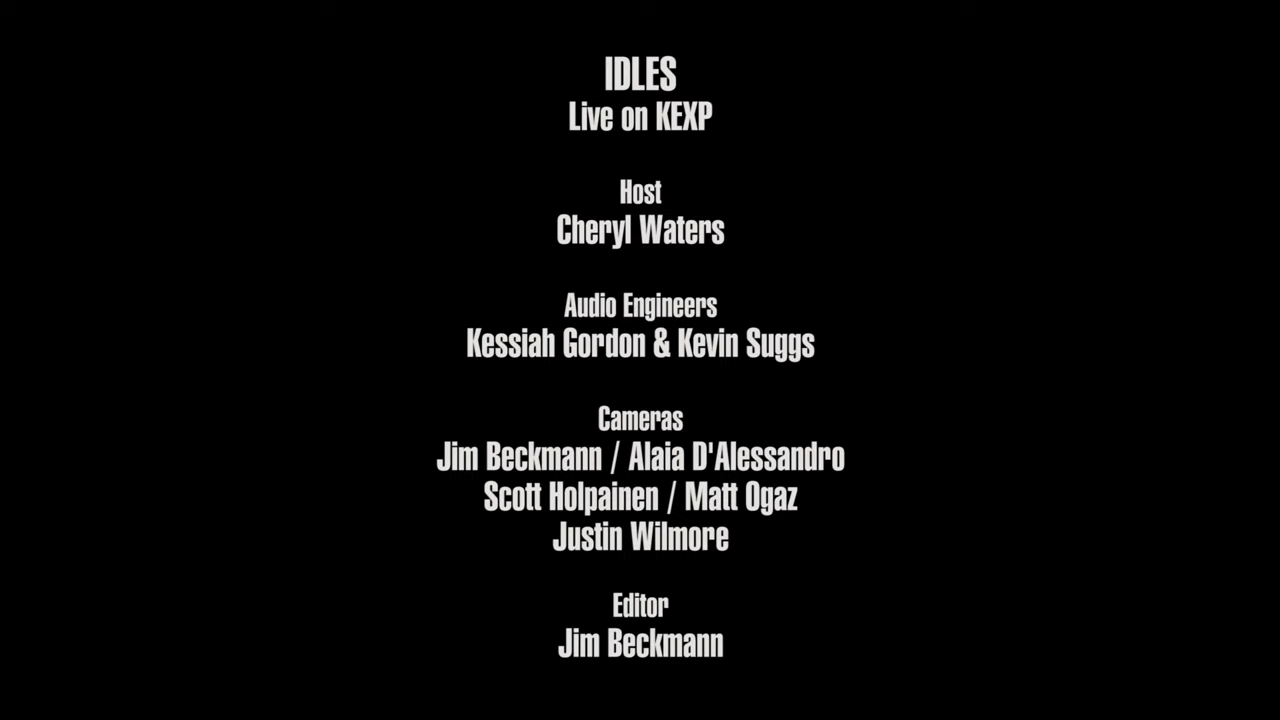 IDLES
Live on KEXP
Host
Cheryl Waters
Audio Engineers
Kessiah Gordon & Kevin Suggs
Cameras
Jim Beckmann / Alaia D'Alessandro
Scott Holpainen / Matt Ogaz
Justin Wilmore
Editor
Jim Beckmann